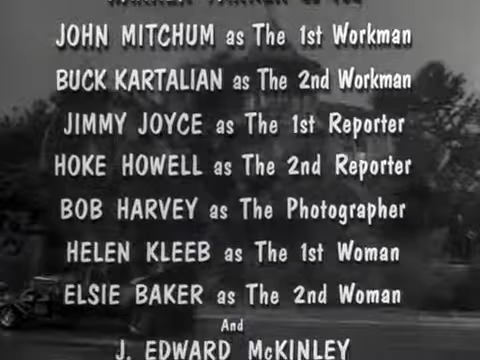 JOHN MITCHUM as The 1st Workman
BUCK KARTALIAN as The 2nd Workman
JIMMY JOYCE as The 1st Reporter
HOKE HOWELL as The 2nd Reporter
BOB HARVEY as The Photographer
HELEN KLEEB as The 1st Woman
ELSIE BAKER as The 2nd Woman
And
J. EDWARD McKINLEY